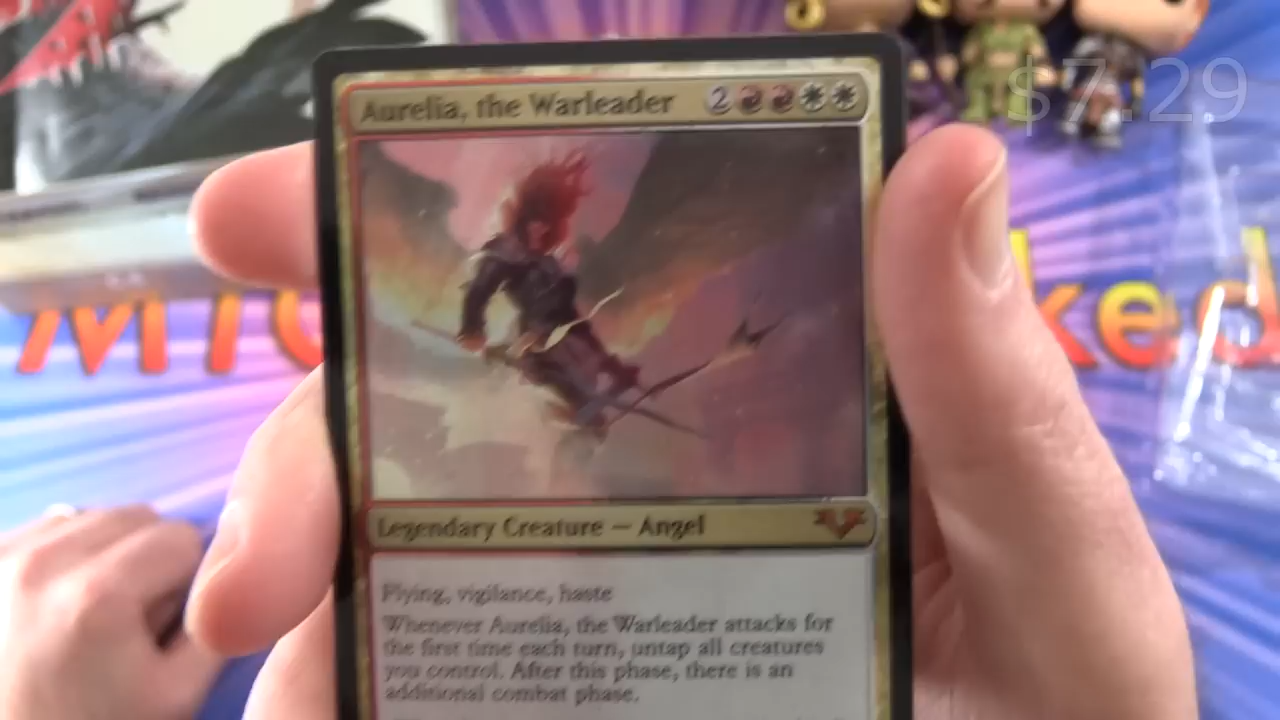 $7.29
Aurelia, the Warleader 2
Legendary Creature — Angel
Flying, vigilance, haste
Whenever Aurelia, the Warleader attacks for
the first time each turn, untap all creatures
you control. After this phase, there is an
additional combat phase.